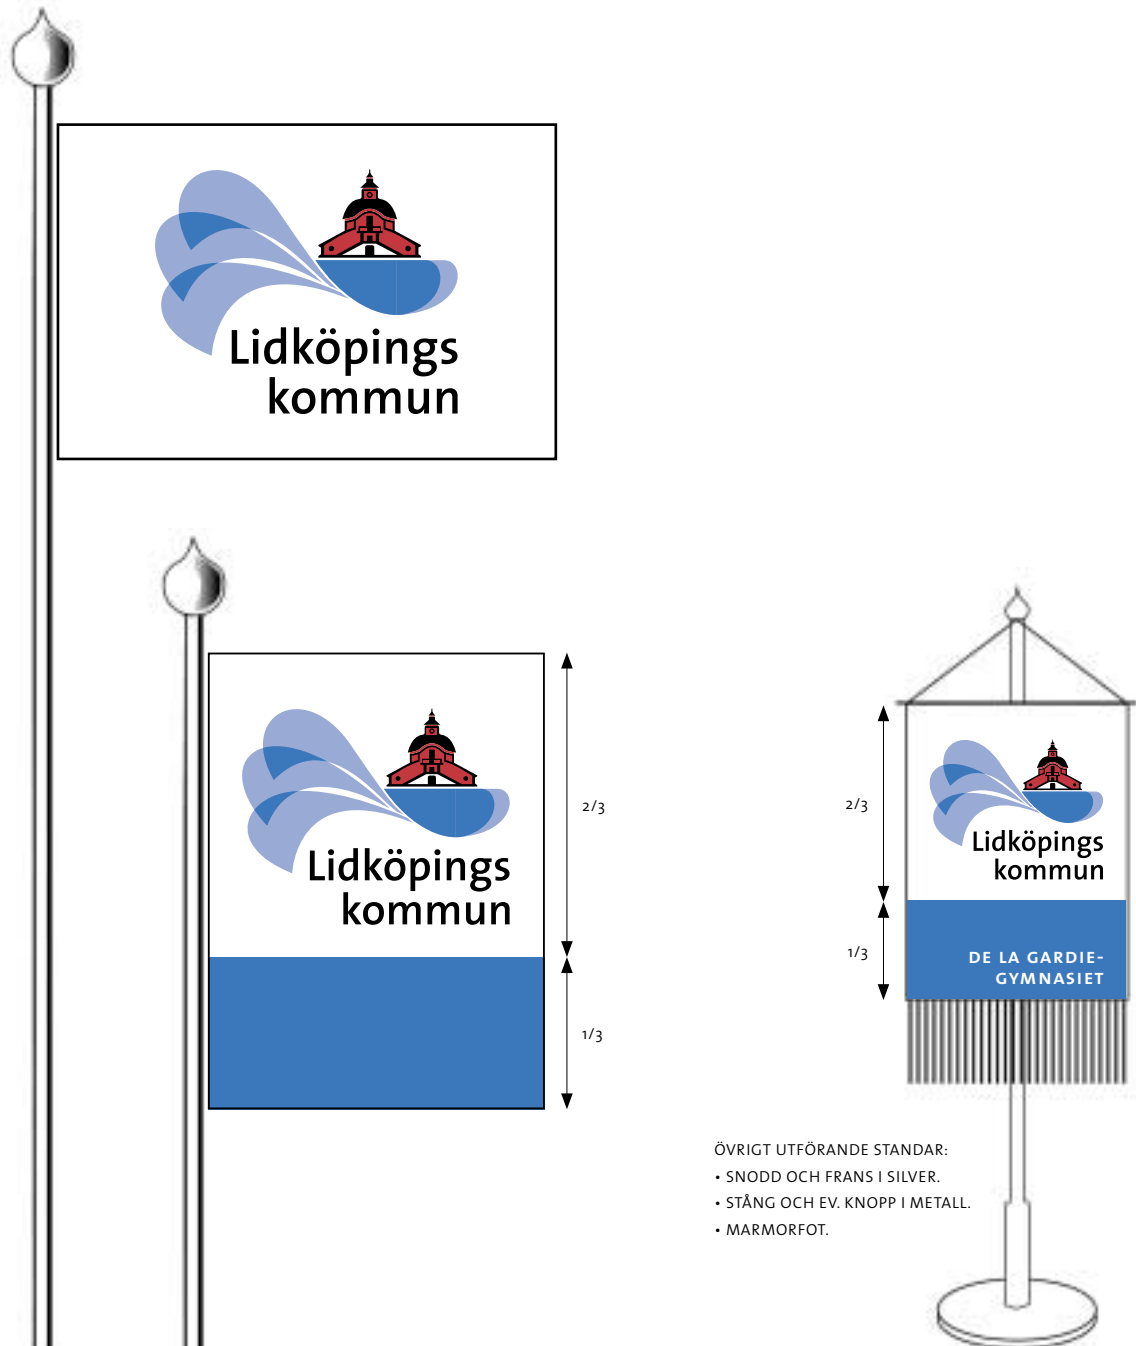 Lidköpings
kommun
Lidköpings
kommun
2/3
1/3
2/3
1/3
Lidköpings
kommun
DE LA GARDIE-
GYMNASIET
ÖVRIGT UTFÖRANDE STANDAR:
• SNODD OCH FRANS I SILVER.
• STÅNG OCH EV. KNOPP I METALL.
• MARMORFOT.